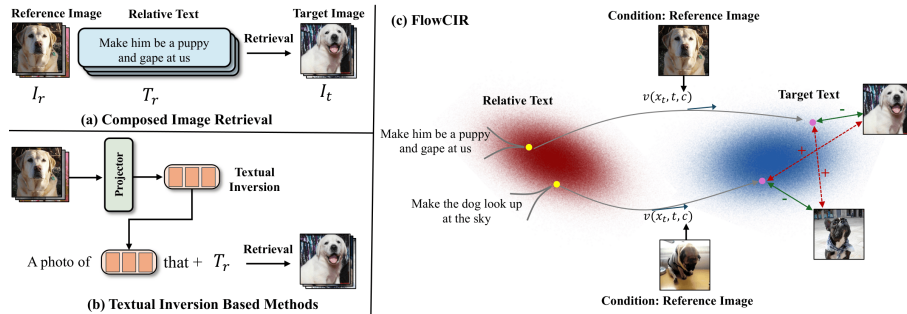 Reference Image
Relative Text
Target Image
Make him be a puppy
and gape at us
Retrieval
I_r
T_r
I_t
(a) Composed Image Retrieval
Projector
Textual
Inversion
A photo of
that + T_r
Retrieval
(b) Textual Inversion Based Methods
(c) FlowCIR
Condition: Reference Image
v(x_t, t, c)
Relative Text
Target Text
Make him be a puppy
and gape at us
Make the dog look up
at the sky
v(x_t, t, c)
Condition: Reference Image
-
+
+
-